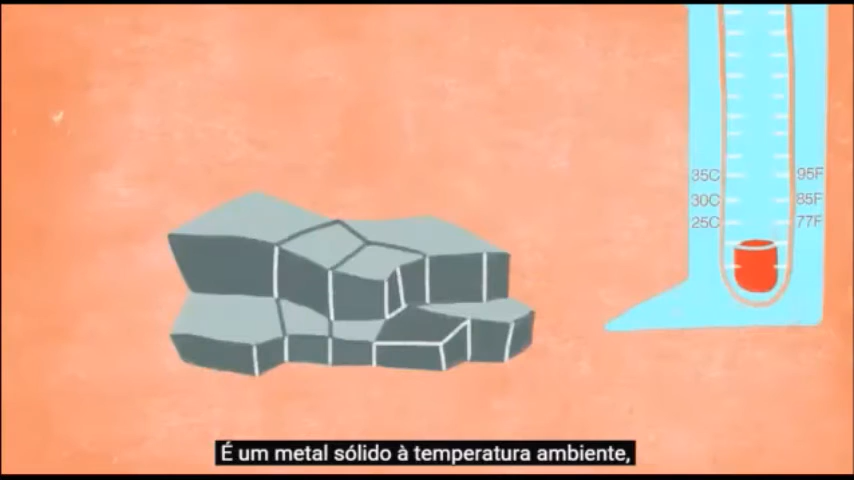 35C 95F
30C 85F
25C 77F
É um metal sólido à temperatura ambiente,